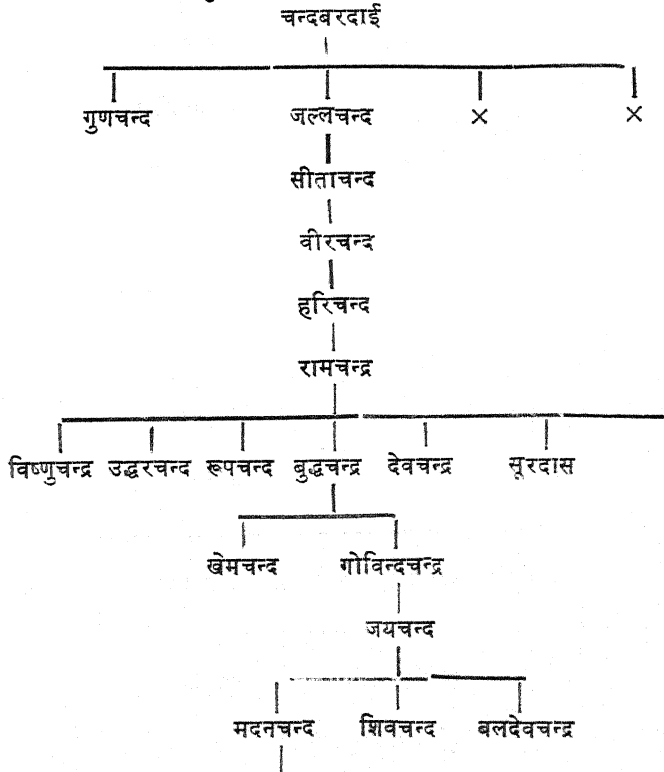 चन्दबरदाई
गुणचन्द जल्लचन्द × ×
सीताचन्द
वीरचन्द
हरिचन्द
रामचन्द्र
विष्णुचन्द्र उद्धरचन्द रूपचन्द बुद्धचन्द्र देवचन्द्र सूरदास
खेमचन्द गोविन्दचन्द्र
जयचन्द
मदनचन्द शिवचन्द बलदेवचन्द्र